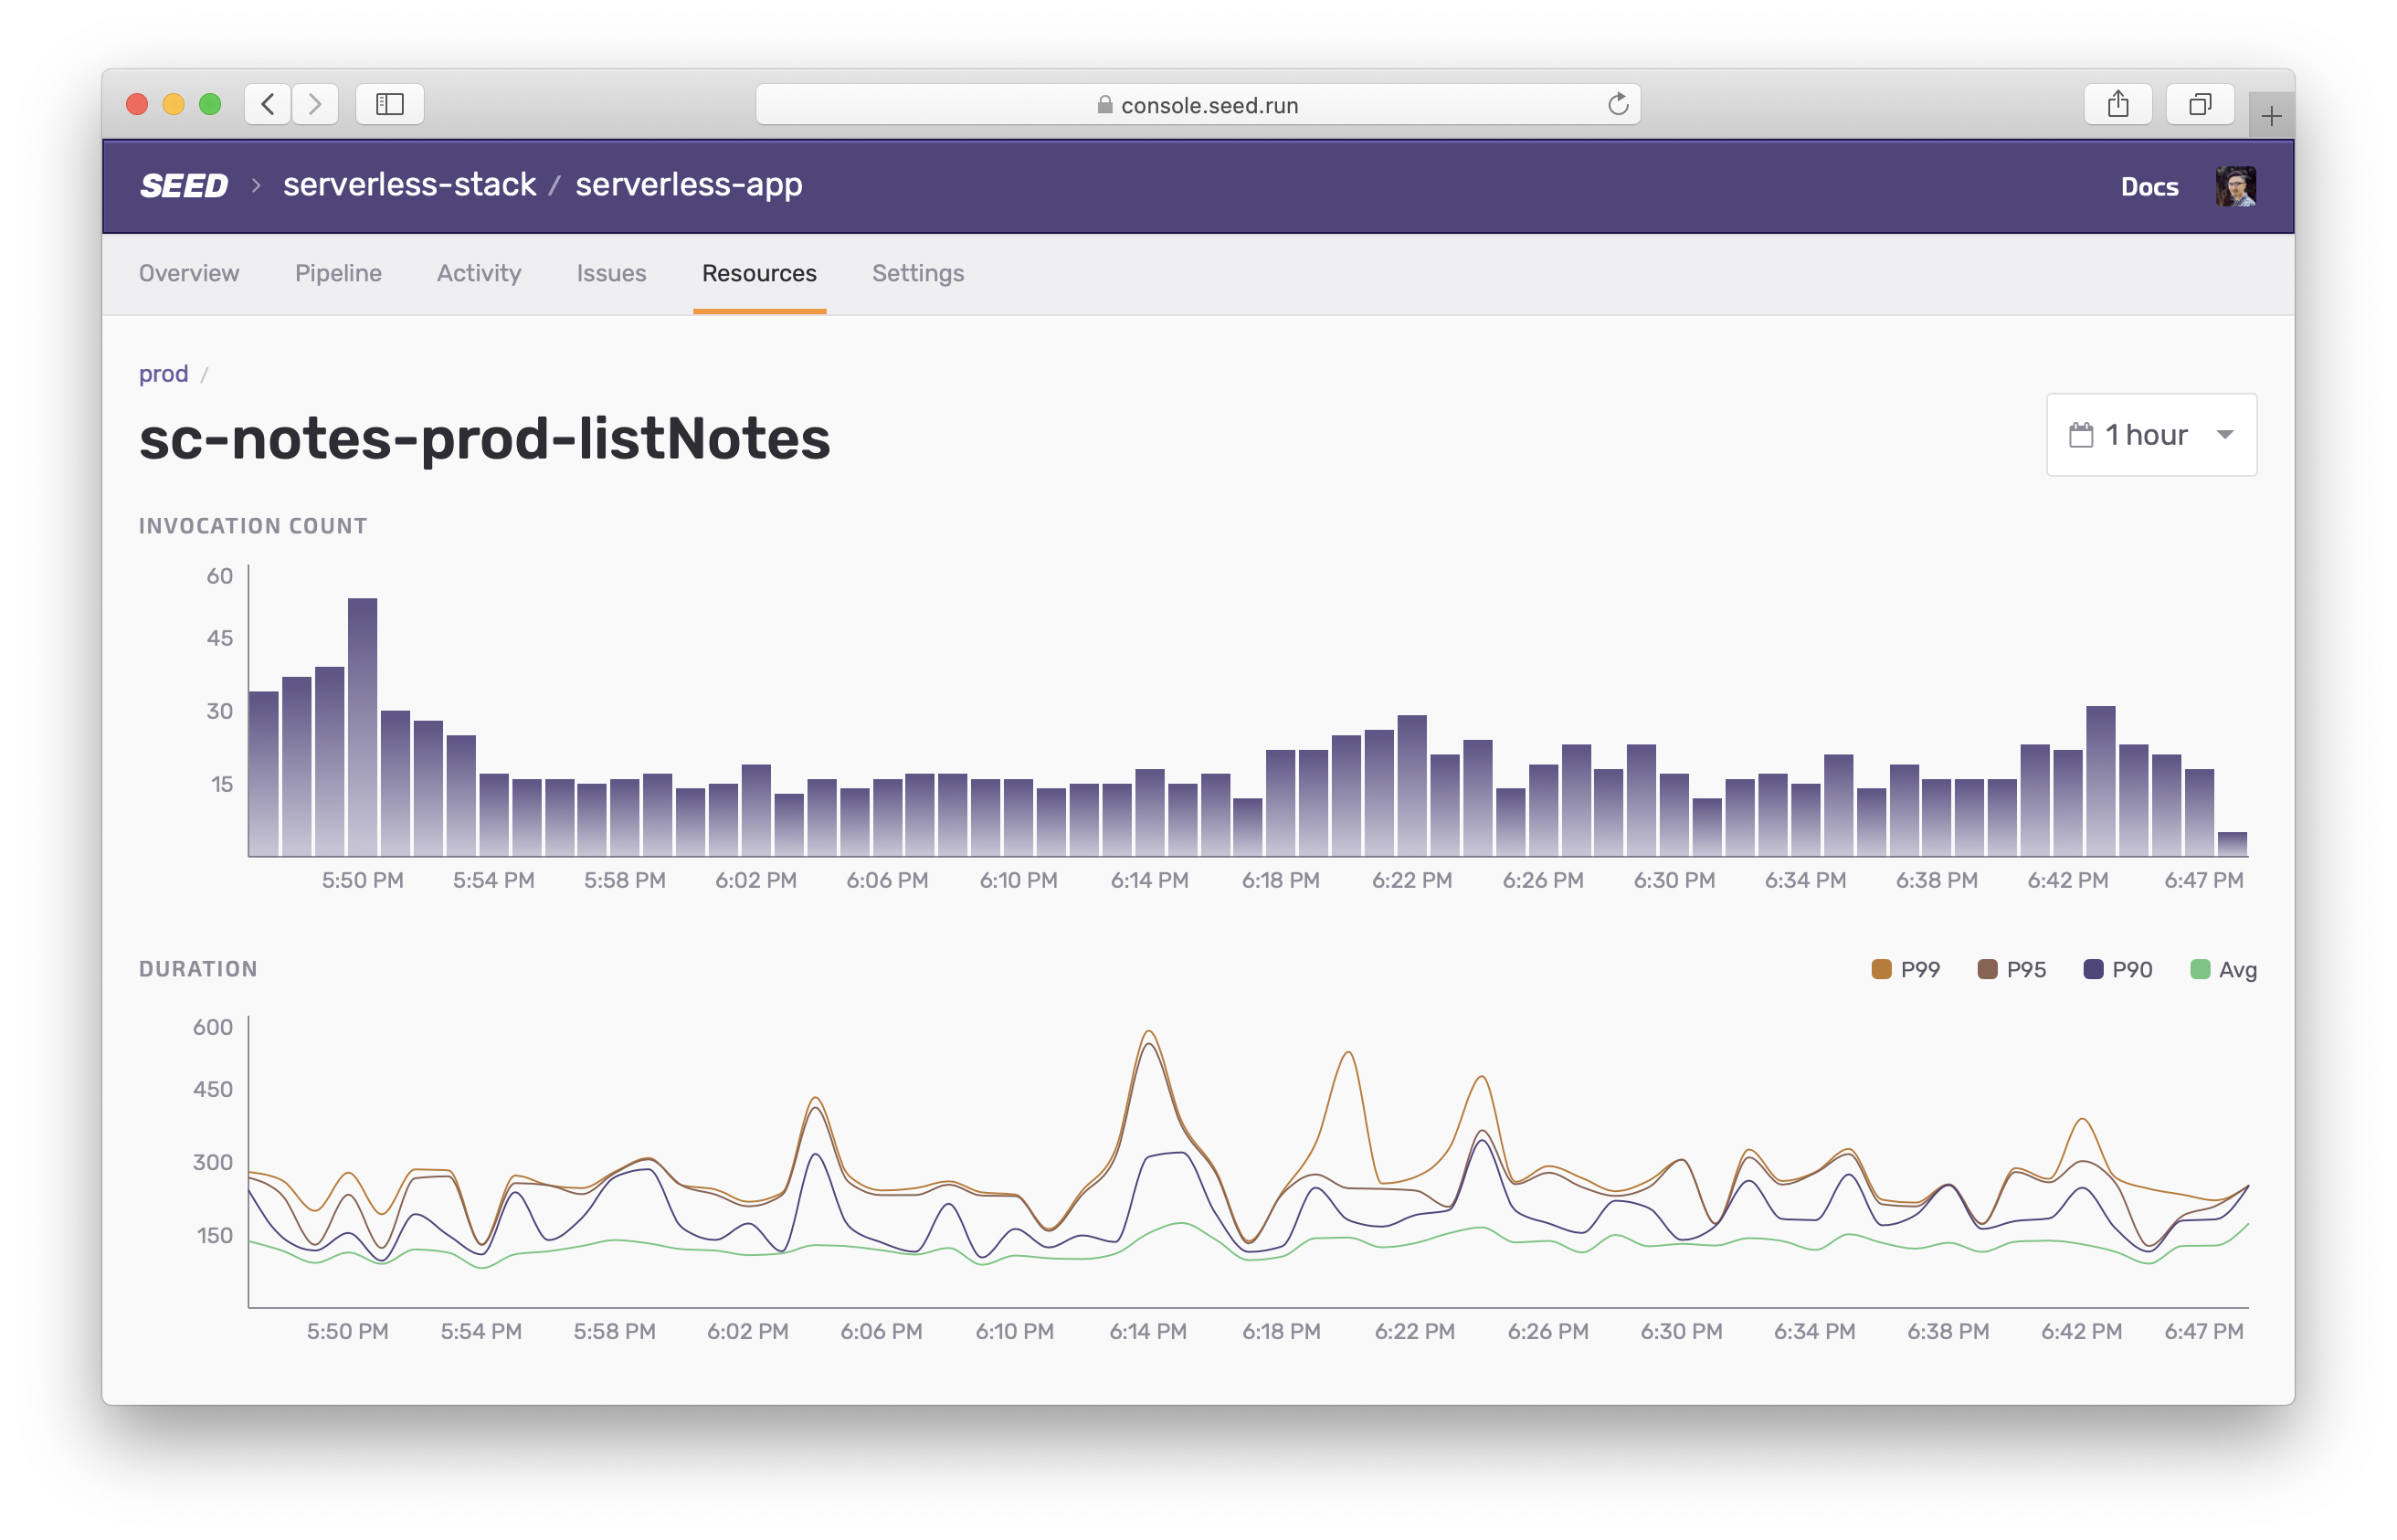 console.seed.run
SEED > serverless-stack / serverless-app Docs
Overview Pipeline Activity Issues Resources Settings
prod /
sc-notes-prod-listNotes
1 hour
INVOCATION COUNT
60
45
30
15
5:50 PM 5:54 PM 5:58 PM 6:02 PM 6:06 PM 6:10 PM 6:14 PM 6:18 PM 6:22 PM 6:26 PM 6:30 PM 6:34 PM 6:38 PM 6:42 PM 6:47 PM
DURATION P99 P95 P90 Avg
600
450
300
150
5:50 PM 5:54 PM 5:58 PM 6:02 PM 6:06 PM 6:10 PM 6:14 PM 6:18 PM 6:22 PM 6:26 PM 6:30 PM 6:34 PM 6:38 PM 6:42 PM 6:47 PM